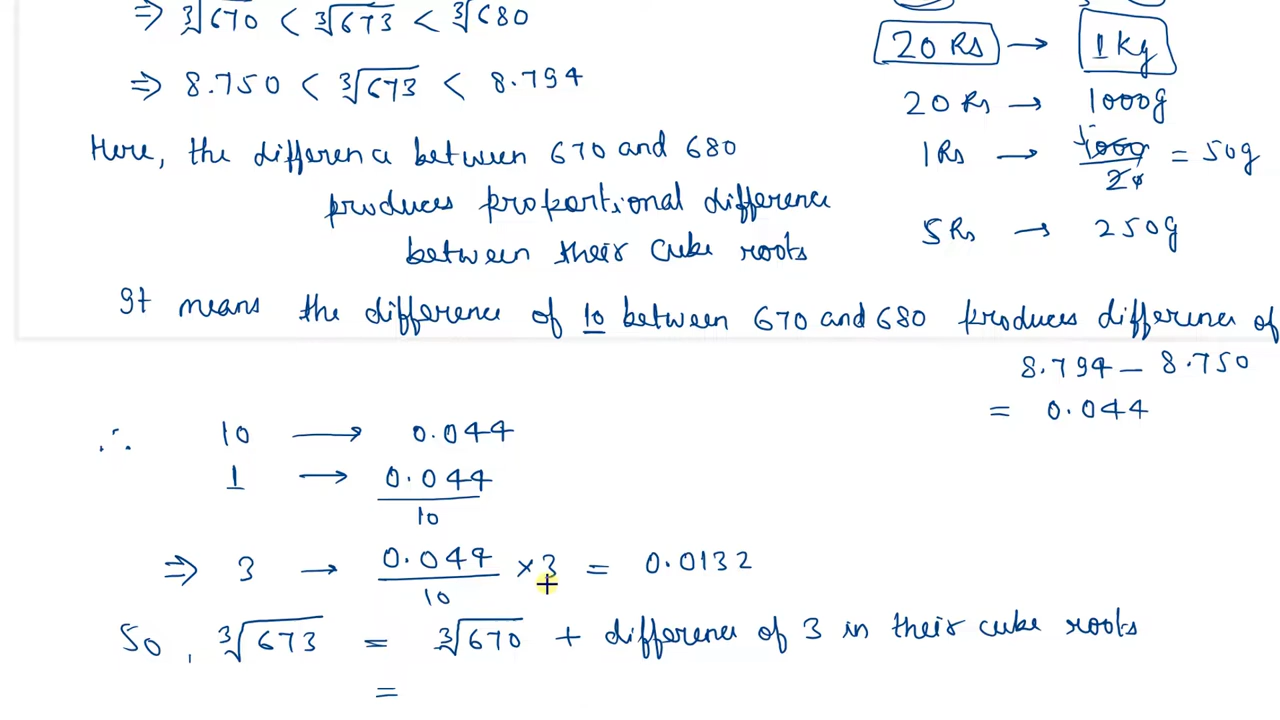 ⇒ ∛670 < ∛673 < ∛680
⇒ 8.750 < ∛673 < 8.794
Here, the difference between 670 and 680
produces proportional difference
between their cube roots
20 Rs → 1 Kg
20 Rs → 1000g
1 Rs → 1000/20 = 50g
5 Rs → 250g
It means the difference of 10 between 670 and 680 produces difference of
8.794 – 8.750
= 0.044
∴ 10 → 0.044
1 → 0.044/10
⇒ 3 → 0.044/10 × 3 = 0.0132
So, ∛673 = ∛670 + difference of 3 in their cube roots
=